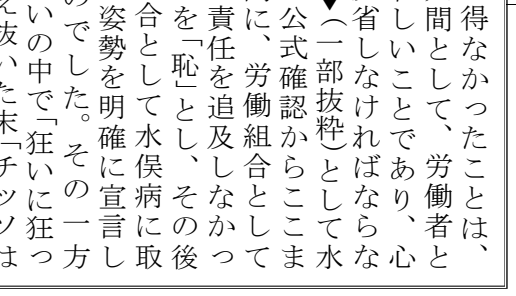 得なかったことは、
間として、労働者と
しいことであり、心
省しなければならな
▼（一部抜粋）として水
公式確認からここま
に、労働組合として
責任を追及しなかっ
を「恥」とし、その後
合として水俣病に取
姿勢を明確に宣言し
のでした。その一方
いの中で「狂いに狂っ
え抜いた末「チッソは